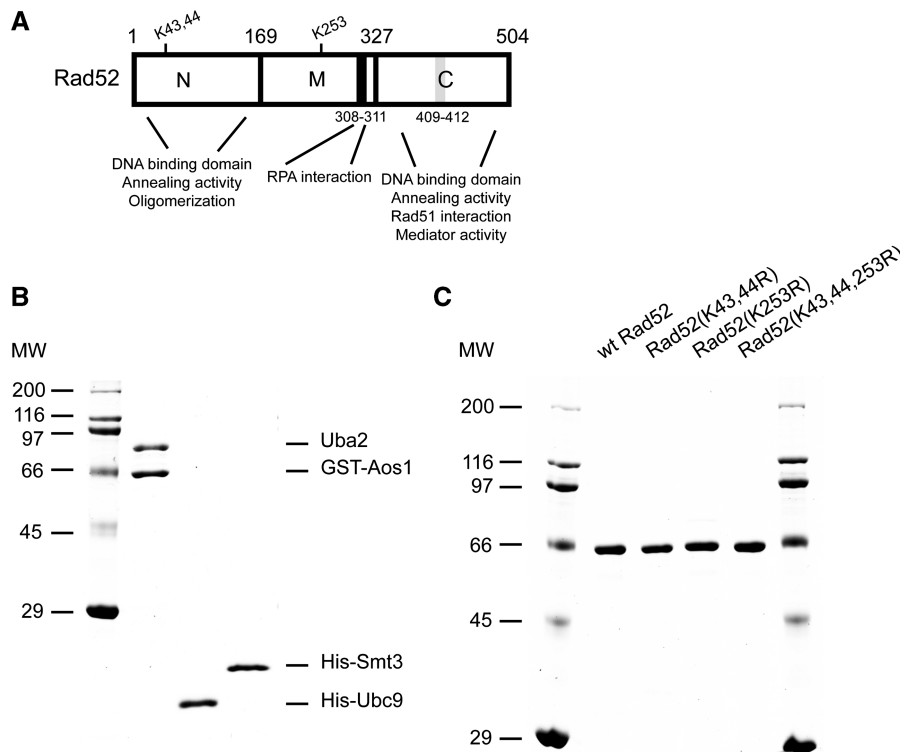 A
K43,44
K253
1 169 327 504
Rad52
N M C
308-311 409-412
DNA binding domain
Annealing activity
Oligomerization
RPA interaction
DNA binding domain
Annealing activity
Rad51 interaction
Mediator activity
B
MW
200
116
97
66
45
29
Uba2
GST-Aos1
His-Smt3
His-Ubc9
C
MW
wt Rad52
Rad52(K43,44R)
Rad52(K253R)
Rad52(K43,44,253R)
200
116
97
66
45
29